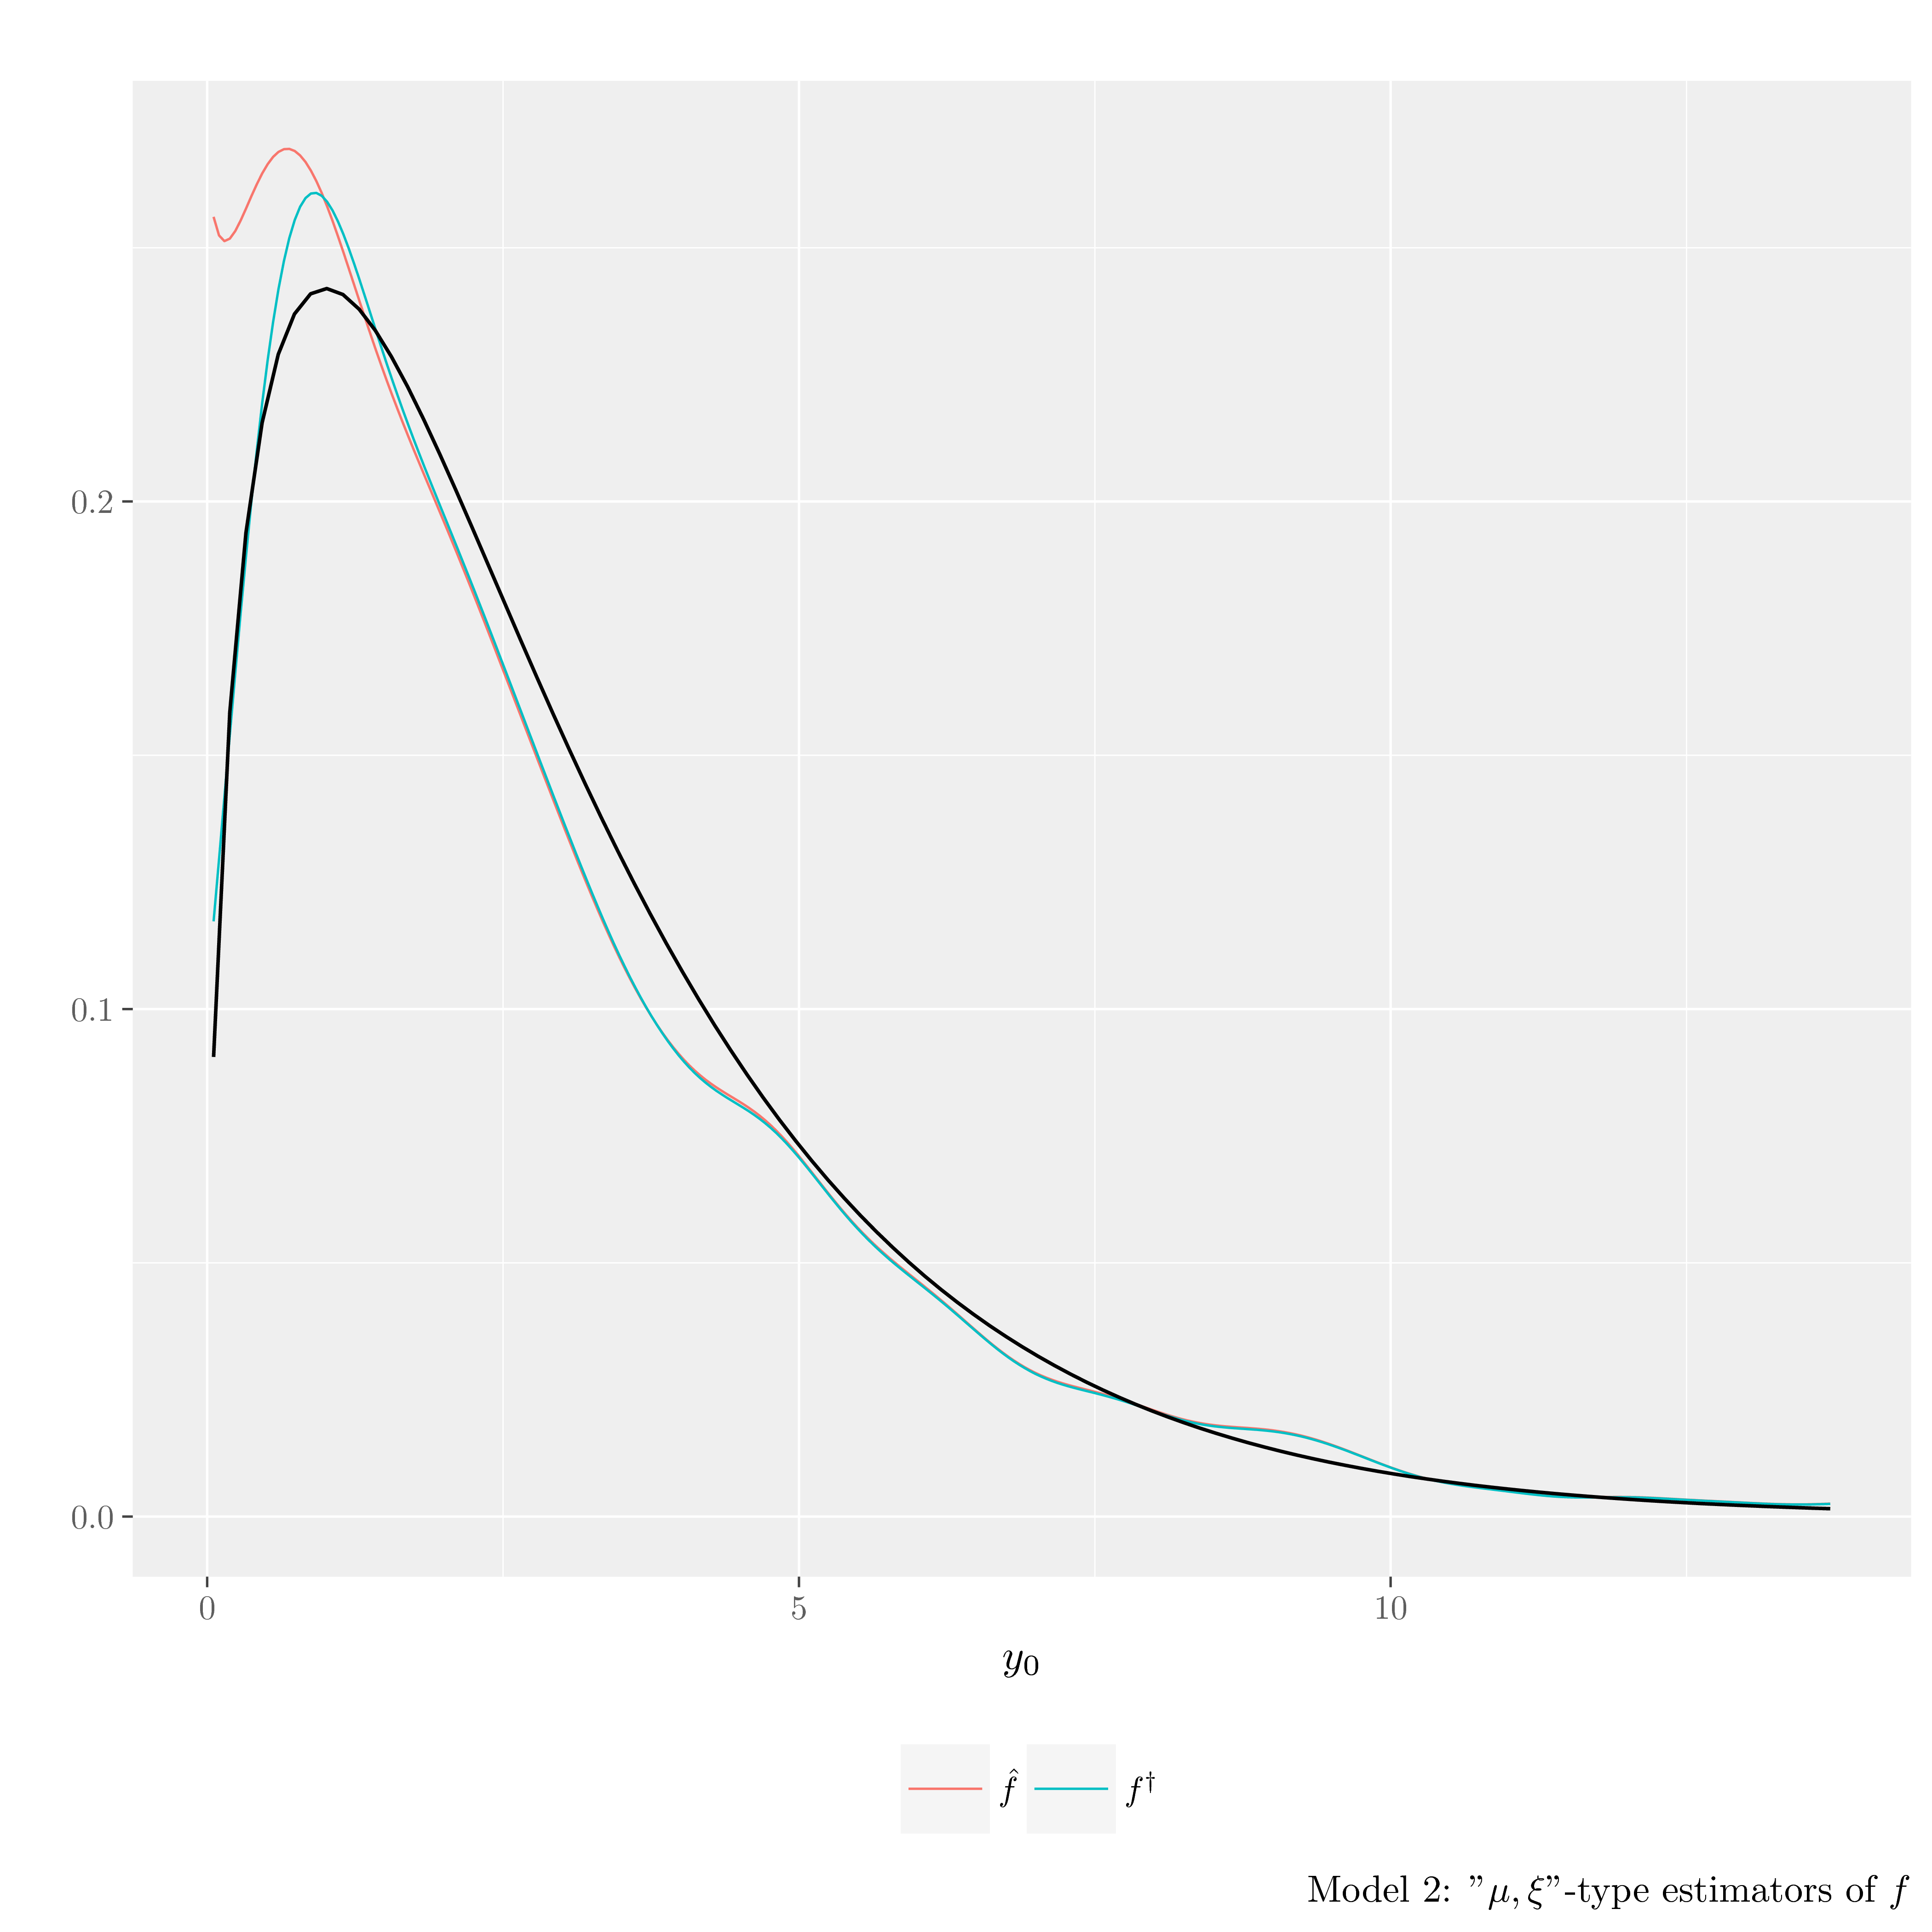 0.2
0.1
0.0
0 5 10
y₀
f̂ f†
Model 2: ”μ, ξ”-type estimators of f